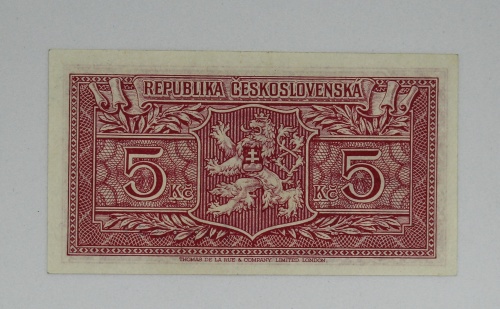 REPUBLIKA ČESKOSLOVENSKÁ
5 Kč Kč 5
THOMAS DE LA RUE & COMPANY, LIMITED LONDON.